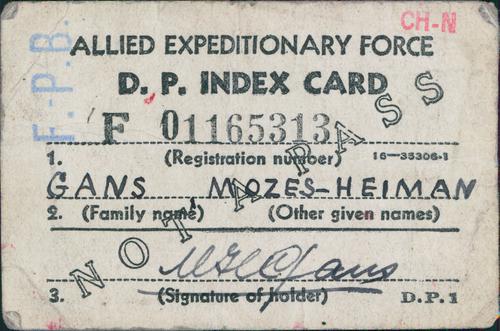 CH-N
F.P.B.
ALLIED EXPEDITIONARY FORCE
D. P. INDEX CARD
F 01165313
1. (Registration number) 16—35306-1
GANS MOZES-HEIMAN
2. (Family name) (Other given names)
NOT A PASS
MHGans
3. (Signature of holder) D.P.1